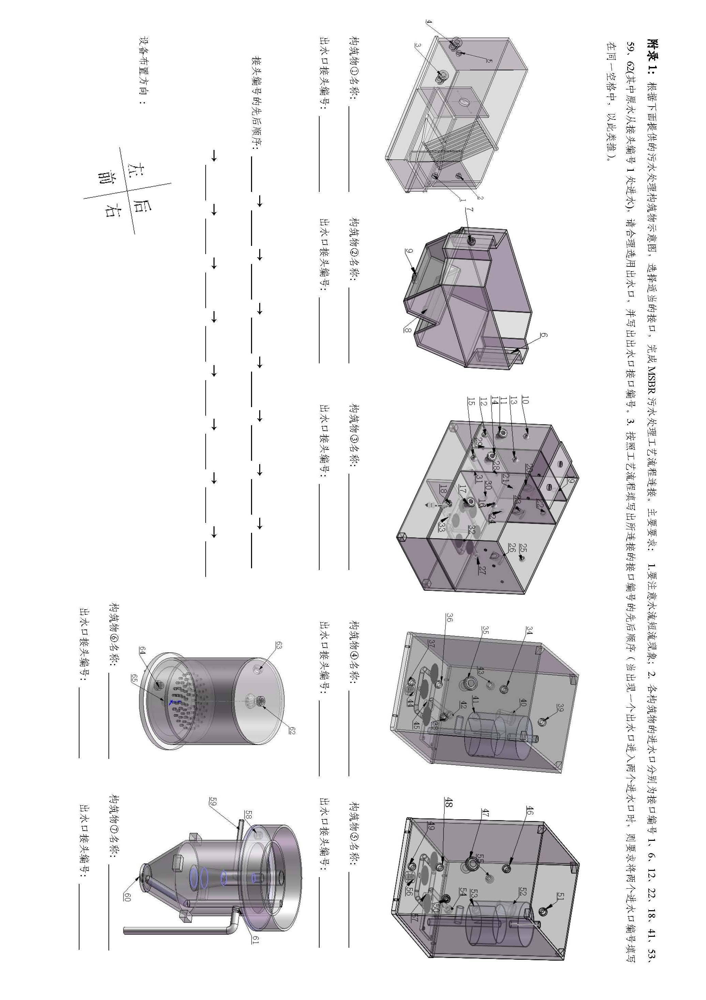 附录 1：根据下面提供的污水处理构筑物示意图，选择适当的接口，完成 MSBR 污水处理工艺流程连接。主要要求： 1.要注意水流短流现象；2. 各构筑物的进水口分别为接口编号 1、6、12、22、18、41、53、
59、62(其中原水从接头编号 1 处进水)，请合理选用出水口，并写出出水口接口编号。3. 按照工艺流程填写出所连接的接口编号的先后顺序（当出现一个出水口进入两个进水口时，则要求将两个进水口编号填写
在同一空格中，以此类推）。
4
3
5
2
1
7
9
8
6
10
13
11
14
12
15
29
28
31
30
21
20
19
22
23
24
16
17
18
33
32
25
26
27
36
35
34
37
43
44
45
38
42
41
40
39
48
47
46
49
55
56
57
50
54
53
52
51
构筑物①名称：
构筑物②名称：
构筑物③名称：
构筑物④名称：
构筑物⑤名称：
出水口接头编号：
出水口接头编号：
出水口接头编号：
出水口接头编号：
出水口接头编号：
接头编号的先后顺序：
→ → → → → → →
→ → → → → → → →
设备布置方向：
左
后
前
右
63
62
64
65
59
58
61
60
构筑物⑥名称：
构筑物⑦名称：
出水口接头编号：
出水口接头编号：